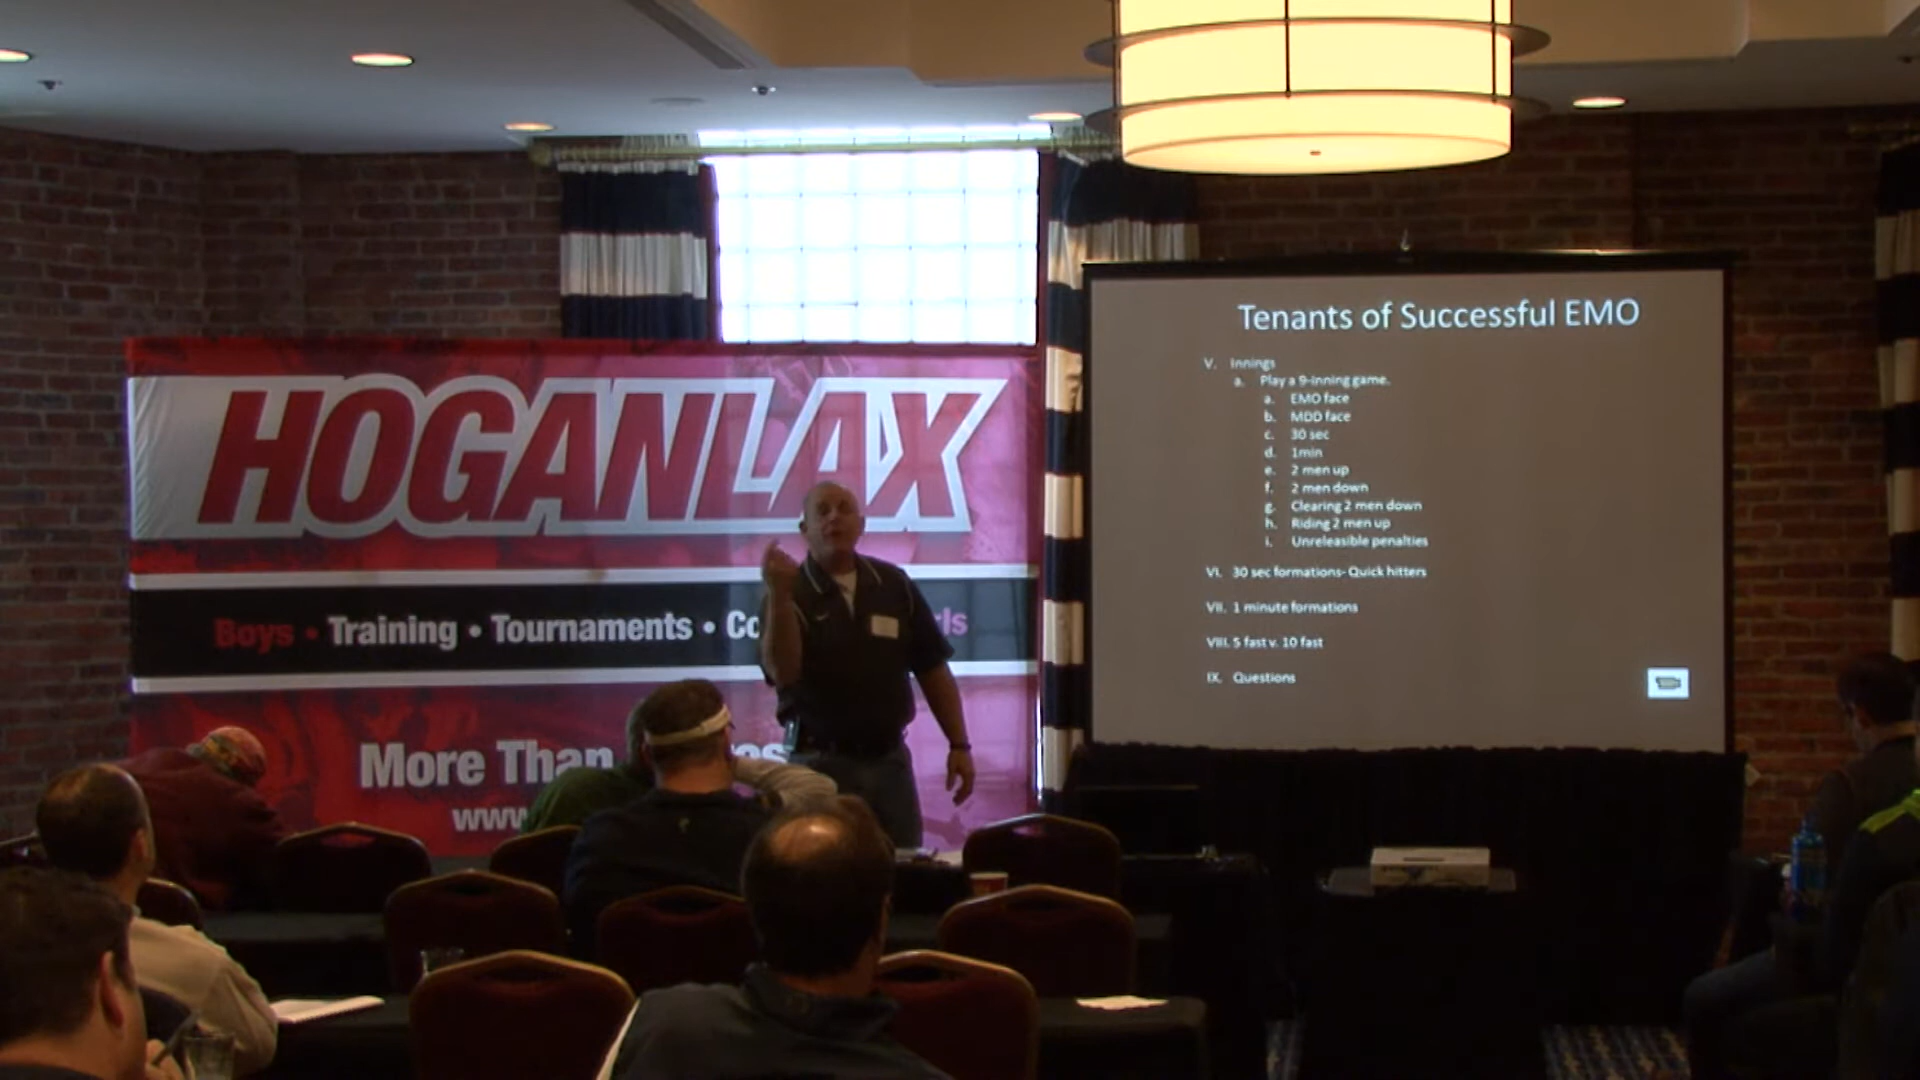 HOGANLAX
Boys • Training • Tournaments • Co
ls
More Than
www
Tenants of Successful EMO
V. Innings
a. Play a 9-inning game.
a. EMO face
b. MDD face
c. 30 sec
d. 1min
e. 2 men up
f. 2 men down
g. Clearing 2 men down
h. Riding 2 men up
i. Unreleasible penalties
VI. 30 sec formations- Quick hitters
VII. 1 minute formations
VIII. 5 fast v. 10 fast
IX. Questions